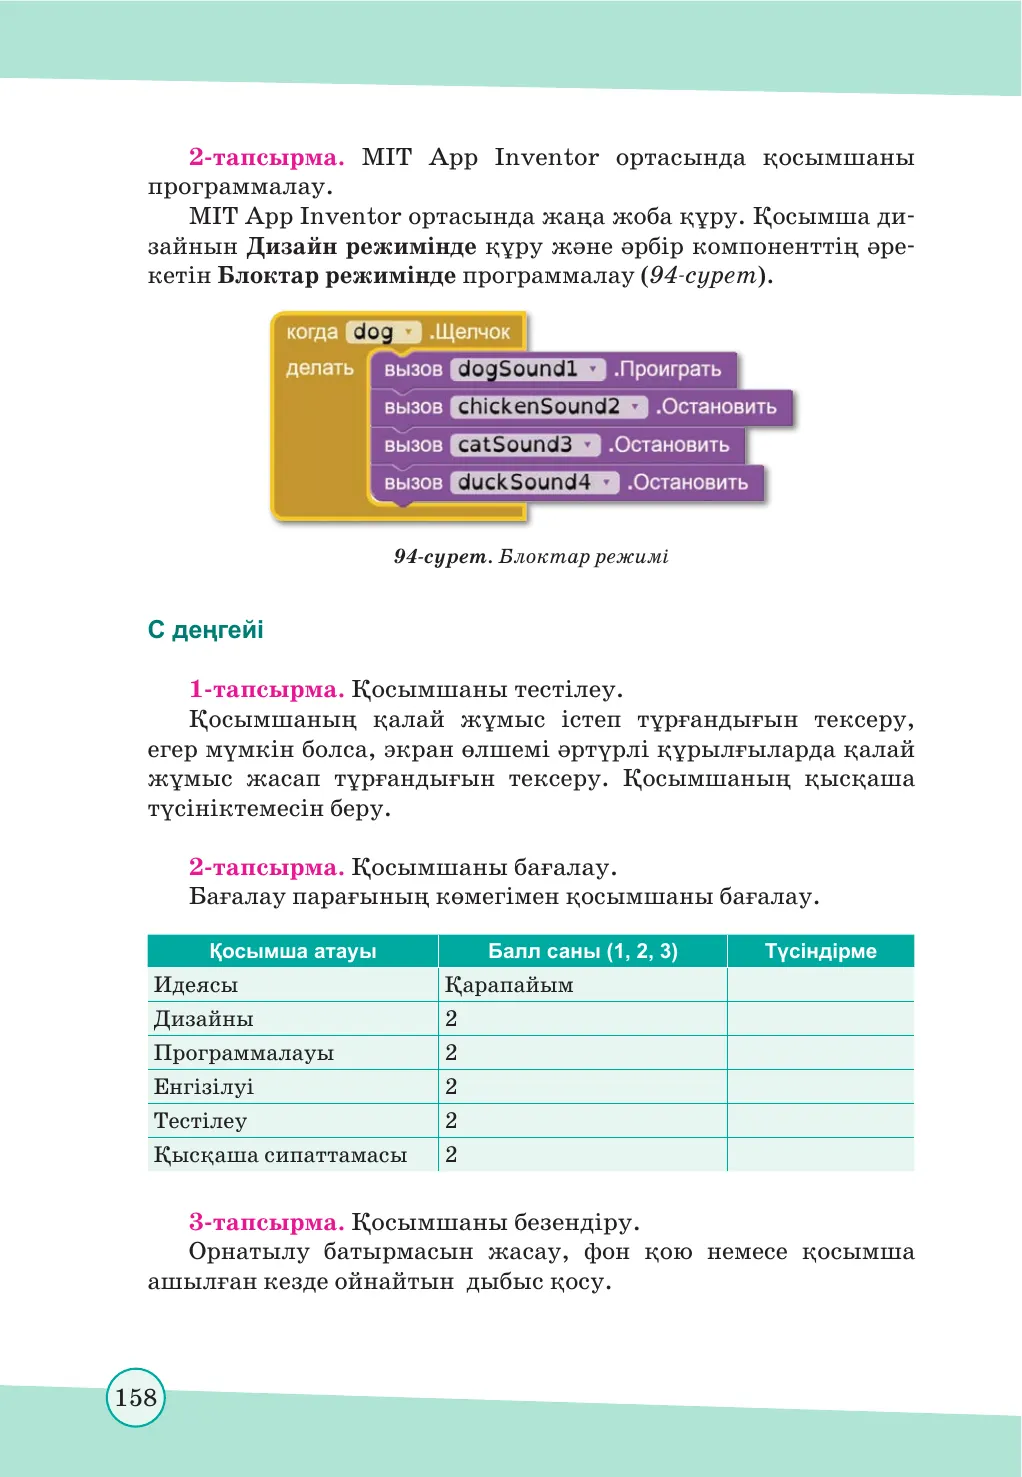 2-тапсырма. MIT App Inventor ортасында қосымшаны
программалау.
MIT App Inventor ортасында жаңа жоба құру. Қосымша ди-
зайнын Дизайн режимінде құру және әрбір компоненттің әре-
кетін Блоктар режимінде программалау (94-сурет).
когда dog .Щелчок
делать вызов dogSound1 .Проиграть
вызов chickenSound2 .Остановить
вызов catSound3 .Остановить
вызов duckSound4 .Остановить
94-сурет. Блоктар режимі
С деңгейі
1-тапсырма. Қосымшаны тестілеу.
Қосымшаның қалай жұмыс істеп тұрғандығын тексеру,
егер мүмкін болса, экран өлшемі әртүрлі құрылғыларда қалай
жұмыс жасап тұрғандығын тексеру. Қосымшаның қысқаша
түсініктемесін беру.
2-тапсырма. Қосымшаны бағалау.
Бағалау парағының көмегімен қосымшаны бағалау.
Қосымша атауы Балл саны (1, 2, 3) Түсіндірме
Идеясы Қарапайым
Дизайны 2
Программалауы 2
Енгізілуі 2
Тестілеу 2
Қысқаша сипаттамасы 2
3-тапсырма. Қосымшаны безендіру.
Орнатылу батырмасын жасау, фон қою немесе қосымша
ашылған кезде ойнайтын дыбыс қосу.
158